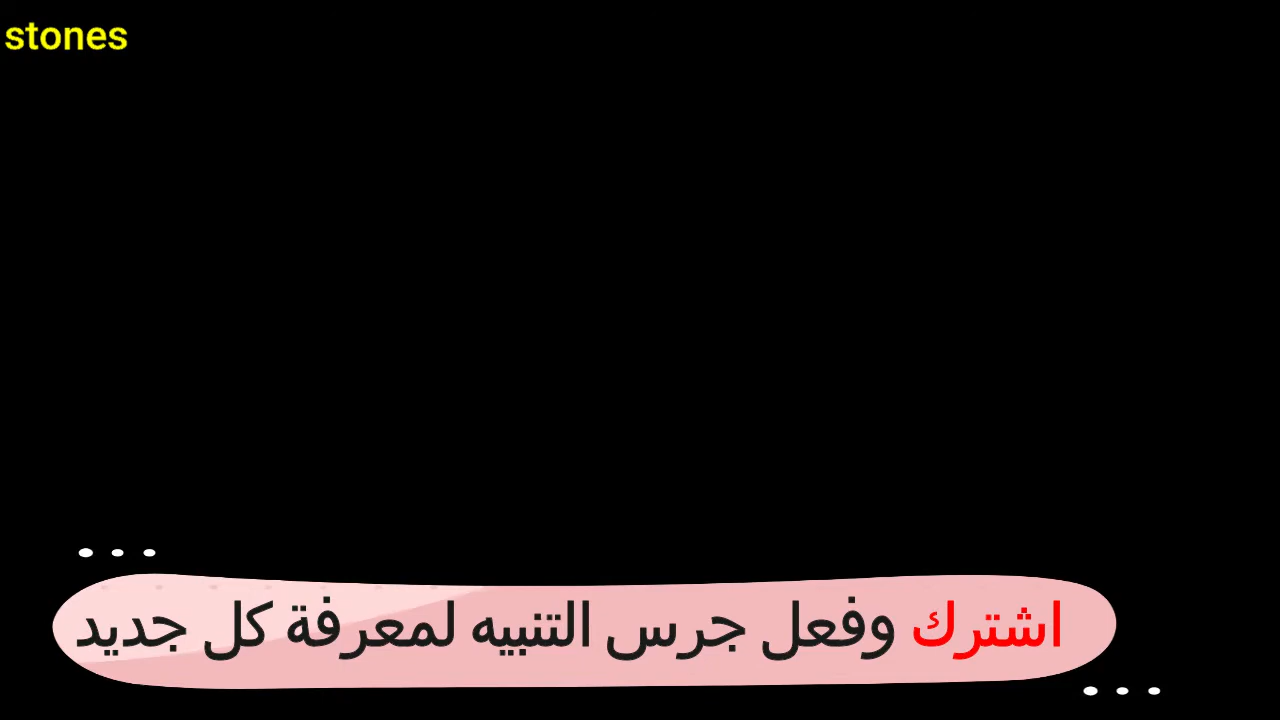 stones
اشترك وفعل جرس التنبيه لمعرفة كل جديد